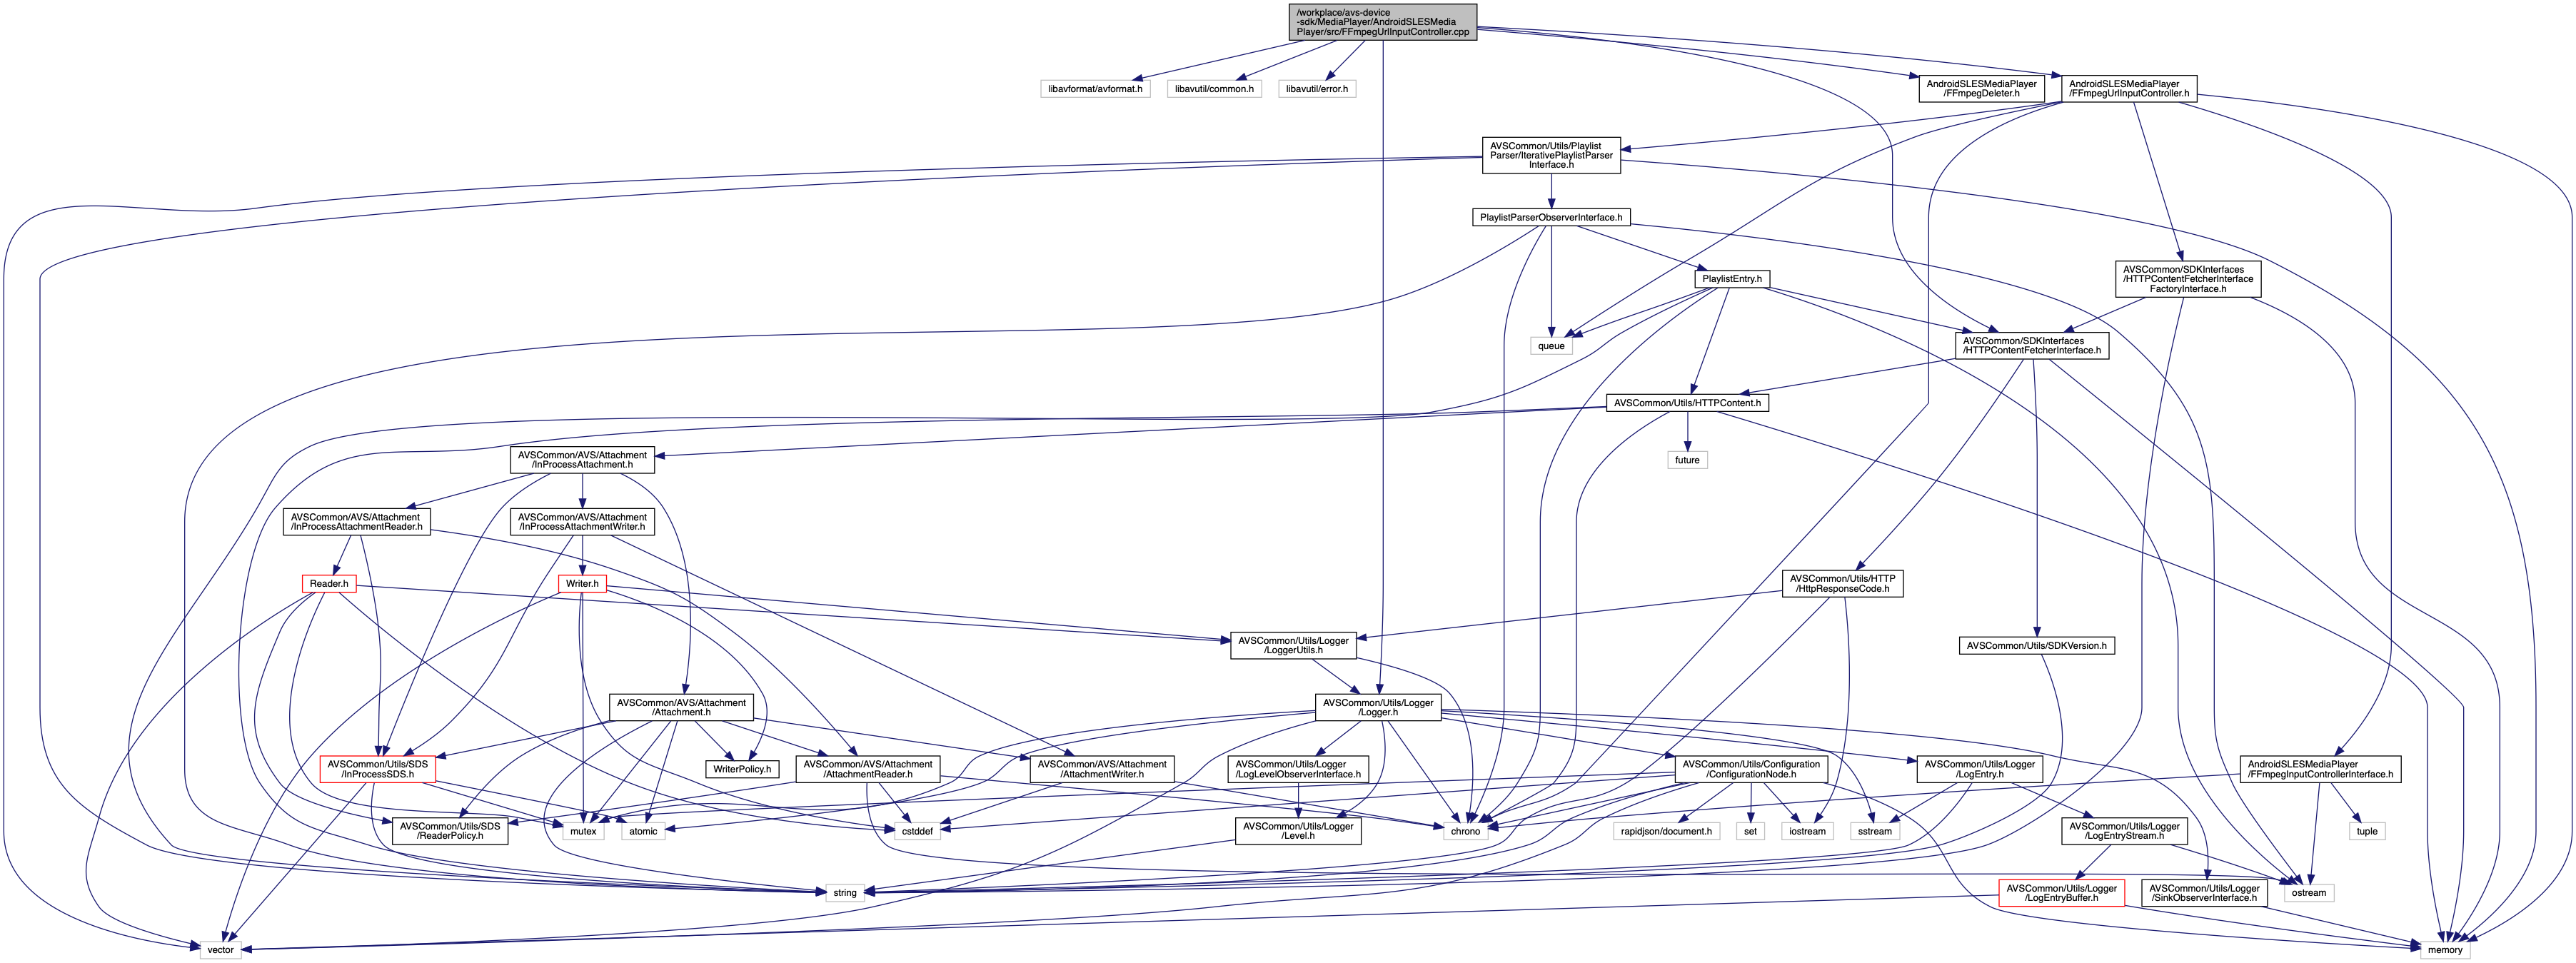 /workplace/avs-device
-sdk/MediaPlayer/AndroidSLESMedia
Player/src/FFmpegUrlInputController.cpp
libavformat/avformat.h
libavutil/common.h
libavutil/error.h
AndroidSLESMediaPlayer
/FFmpegDeleter.h
AndroidSLESMediaPlayer
/FFmpegUrlInputController.h
AVSCommon/Utils/Playlist
Parser/IterativePlaylistParser
Interface.h
PlaylistParserObserverInterface.h
PlaylistEntry.h
AVSCommon/SDKInterfaces
/HTTPContentFetcherInterface
FactoryInterface.h
queue
AVSCommon/SDKInterfaces
/HTTPContentFetcherInterface.h
AVSCommon/Utils/HTTPContent.h
AVSCommon/AVS/Attachment
/InProcessAttachment.h
future
AVSCommon/AVS/Attachment
/InProcessAttachmentReader.h
AVSCommon/AVS/Attachment
/InProcessAttachmentWriter.h
Reader.h
Writer.h
AVSCommon/Utils/HTTP
/HttpResponseCode.h
AVSCommon/Utils/Logger
/LoggerUtils.h
AVSCommon/Utils/SDKVersion.h
AVSCommon/AVS/Attachment
/Attachment.h
AVSCommon/Utils/Logger
/Logger.h
AVSCommon/Utils/SDS
/InProcessSDS.h
WriterPolicy.h
AVSCommon/AVS/Attachment
/AttachmentReader.h
AVSCommon/AVS/Attachment
/AttachmentWriter.h
AVSCommon/Utils/Logger
/LogLevelObserverInterface.h
AVSCommon/Utils/Configuration
/ConfigurationNode.h
AVSCommon/Utils/Logger
/LogEntry.h
AndroidSLESMediaPlayer
/FFmpegInputControllerInterface.h
AVSCommon/Utils/SDS
/ReaderPolicy.h
mutex
atomic
cstddef
AVSCommon/Utils/Logger
/Level.h
chrono
rapidjson/document.h
set
iostream
sstream
AVSCommon/Utils/Logger
/LogEntryStream.h
tuple
string
AVSCommon/Utils/Logger
/LogEntryBuffer.h
AVSCommon/Utils/Logger
/SinkObserverInterface.h
ostream
vector
memory